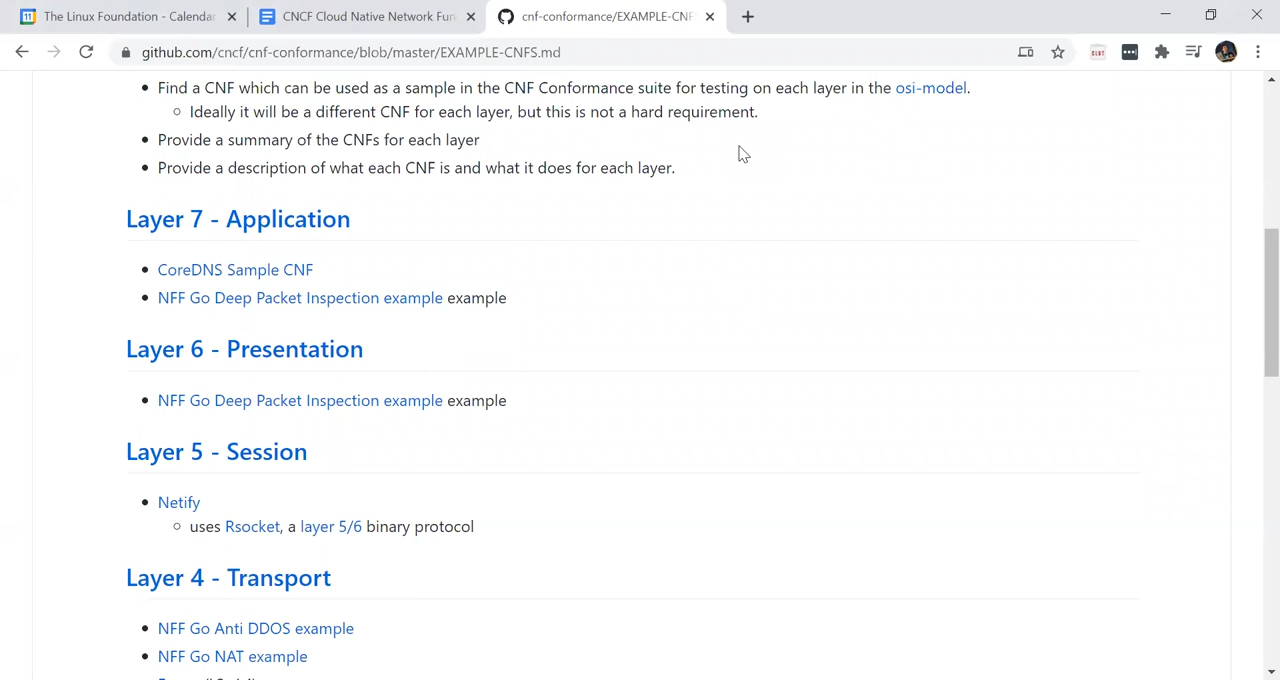 The Linux Foundation - Calendar
CNCF Cloud Native Network Fun
cnf-conformance/EXAMPLE-CNF
github.com/cncf/cnf-conformance/blob/master/EXAMPLE-CNFS.md
Find a CNF which can be used as a sample in the CNF Conformance suite for testing on each layer in the osi-model.
Ideally it will be a different CNF for each layer, but this is not a hard requirement.
Provide a summary of the CNFs for each layer
Provide a description of what each CNF is and what it does for each layer.
Layer 7 - Application
CoreDNS Sample CNF
NFF Go Deep Packet Inspection example example
Layer 6 - Presentation
NFF Go Deep Packet Inspection example example
Layer 5 - Session
Netify
uses Rsocket, a layer 5/6 binary protocol
Layer 4 - Transport
NFF Go Anti DDOS example
NFF Go NAT example